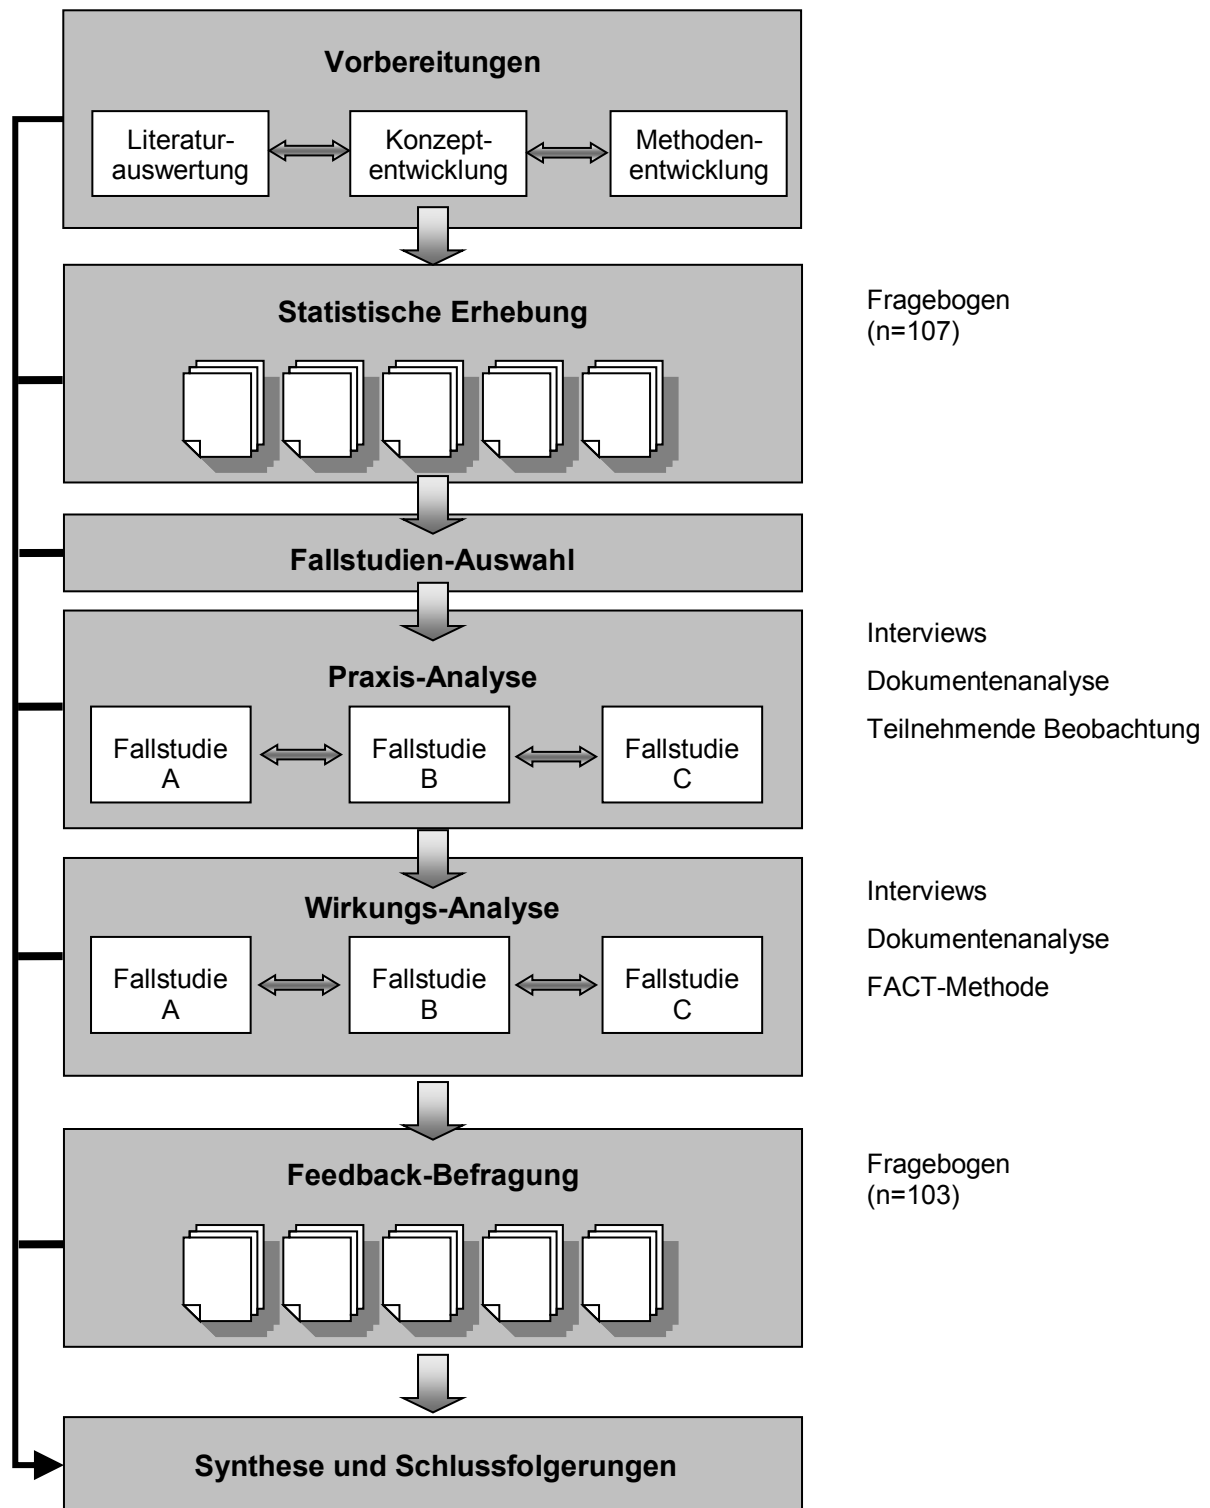 Vorbereitungen
Literatur-
auswertung
Konzept-
entwicklung
Methoden-
entwicklung
Statistische Erhebung
Fragebogen
(n=107)
Fallstudien-Auswahl
Praxis-Analyse
Fallstudie
A
Fallstudie
B
Fallstudie
C
Interviews
Dokumentenanalyse
Teilnehmende Beobachtung
Wirkungs-Analyse
Fallstudie
A
Fallstudie
B
Fallstudie
C
Interviews
Dokumentenanalyse
FACT-Methode
Feedback-Befragung
Fragebogen
(n=103)
Synthese und Schlussfolgerungen